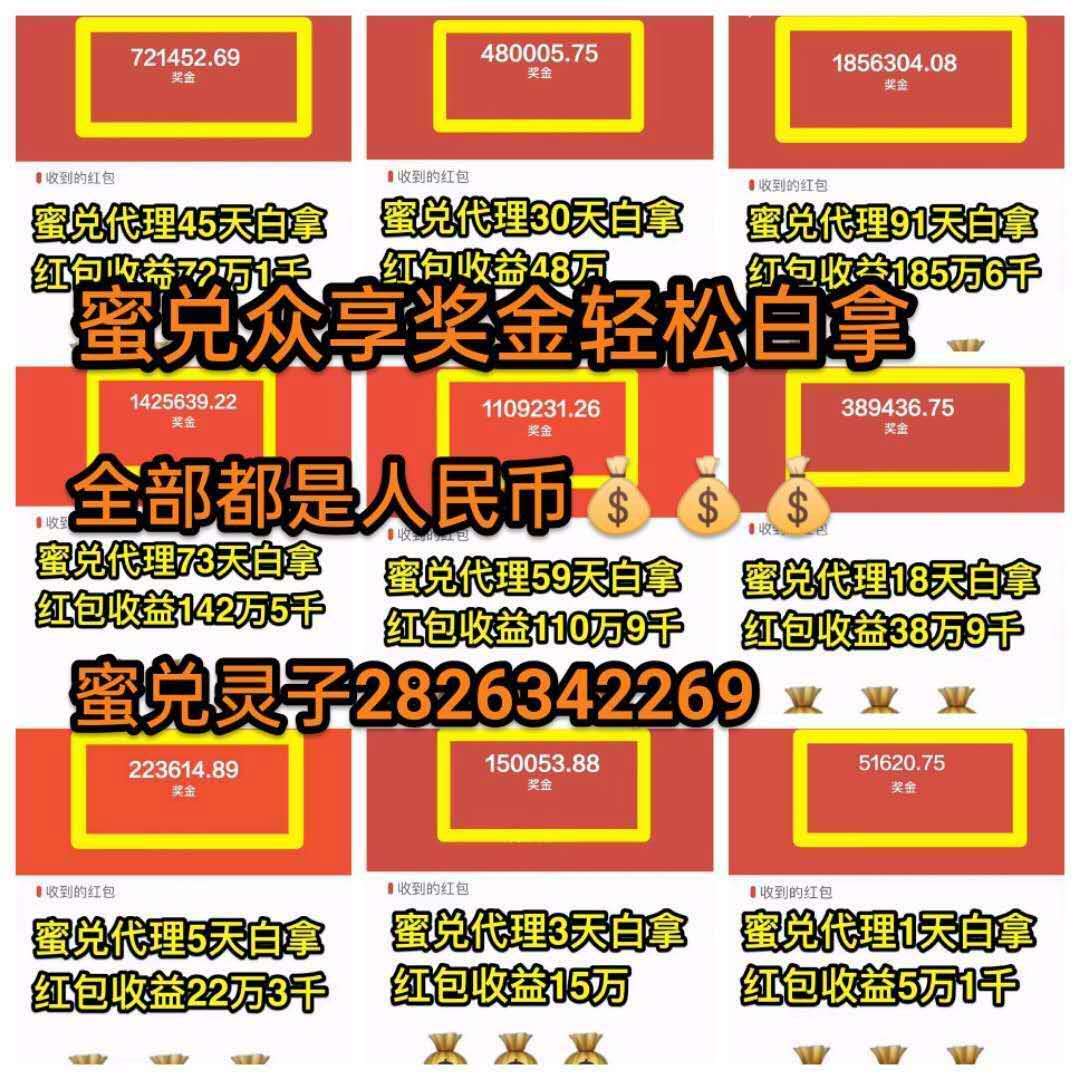 721452.69
奖金
480005.75
奖金
1856304.08
奖金
收到的红包
收到的红包
收到的红包
蜜兑代理45天白拿
红包收益72万1千
蜜兑代理30天白拿
红包收益48万
蜜兑代理91天白拿
红包收益185万6千
蜜兑众享奖金轻松白拿
1425639.22
奖金
1109231.26
奖金
389436.75
奖金
全部都是人民币
收到
收到的红包
收到的红包
蜜兑代理73天白拿
红包收益142万5千
蜜兑代理59天白拿
红包收益110万9千
蜜兑代理18天白拿
红包收益38万9千
蜜兑灵子2826342269
223614.89
奖金
150053.88
奖金
51620.75
奖金
收到的红包
收到的红包
收到的红包
蜜兑代理5天白拿
红包收益22万3千
蜜兑代理3天白拿
红包收益15万
蜜兑代理1天白拿
红包收益5万1千